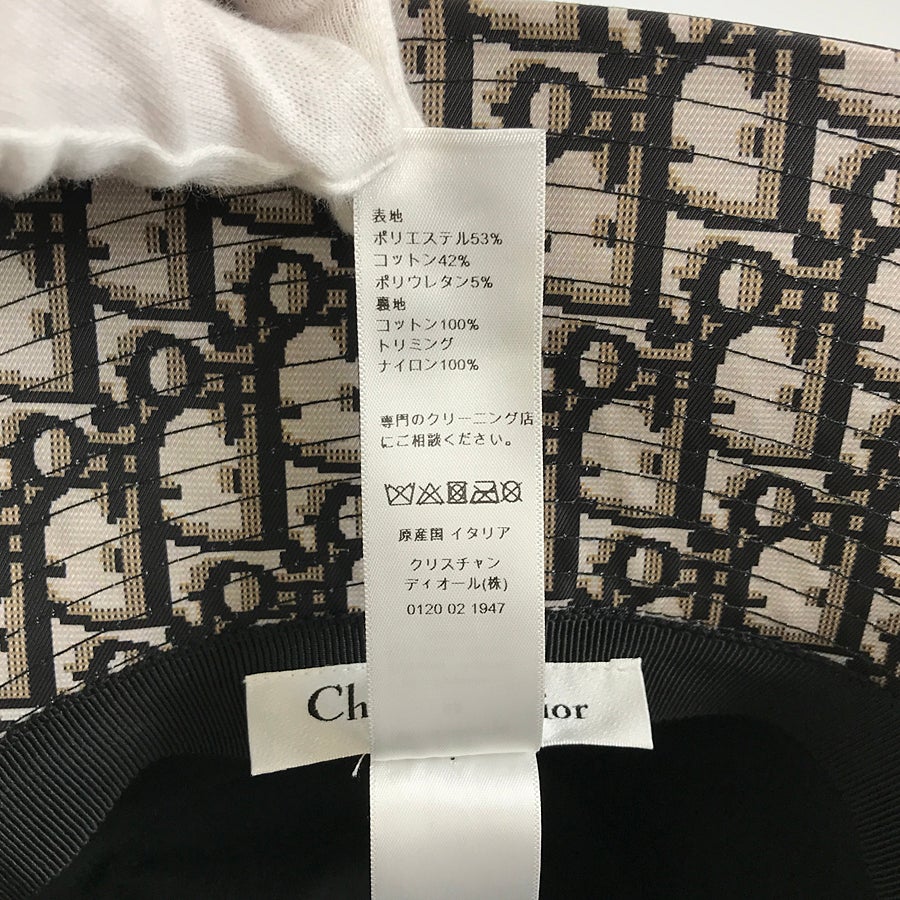 表地
ポリエステル53%
コットン42%
ポリウレタン5%
裏地
コットン100%
トリミング
ナイロン100%
専門のクリーニング店
にご相談ください。
原産国 イタリア
クリスチャン
ディオール(株)
0120 02 1947